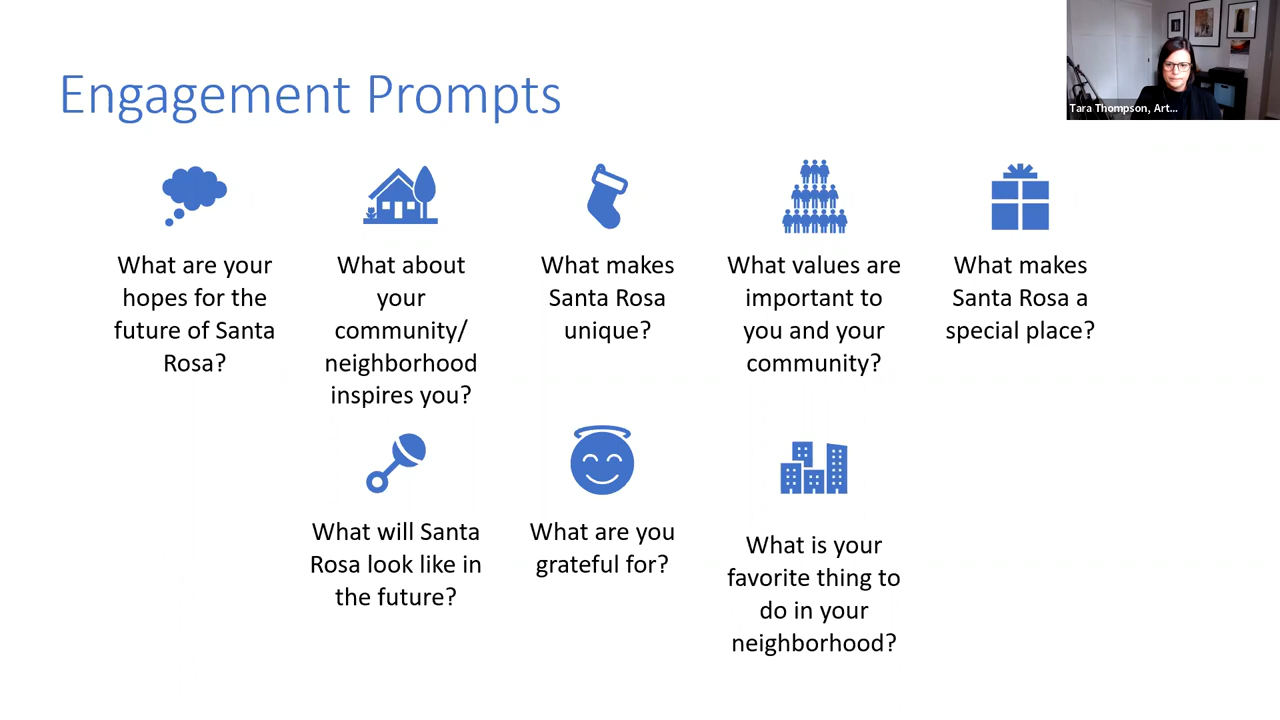 Engagement Prompts
Tara Thompson, Art...
What are your
hopes for the
future of Santa
Rosa?
What about
your
community/
neighborhood
inspires you?
What makes
Santa Rosa
unique?
What values are
important to
you and your
community?
What makes
Santa Rosa a
special place?
What will Santa
Rosa look like in
the future?
What are you
grateful for?
What is your
favorite thing to
do in your
neighborhood?